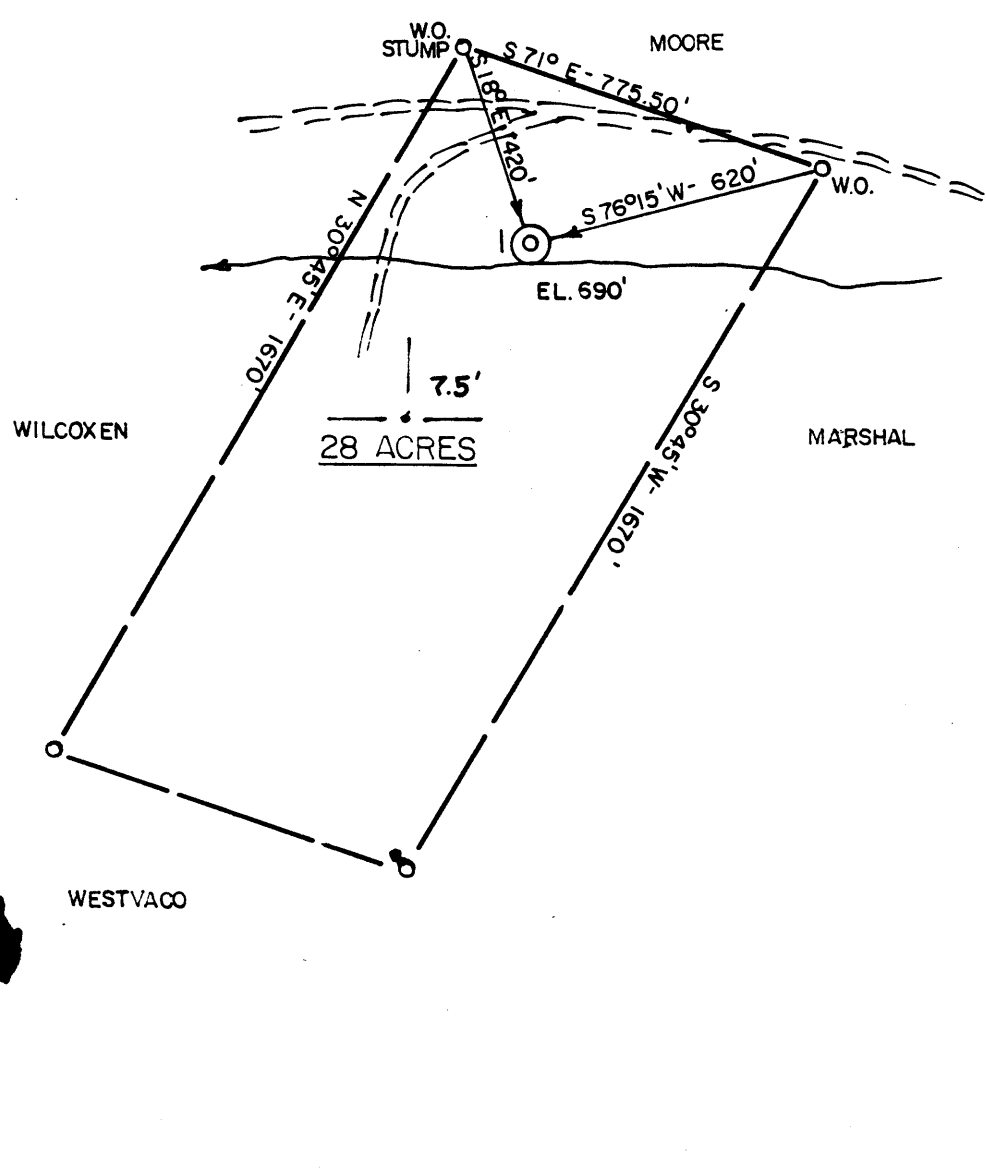 W.O.
STUMP
MOORE
S 71° E - 775.50'
S 18° E 1420'
S 76°15' W - 620'
W.O.
1
EL. 690'
N 30°45' E - 1670'
7.5'
28 ACRES
WILCOXEN
MARSHAL
S 30°45' W - 1670'
WESTVACO